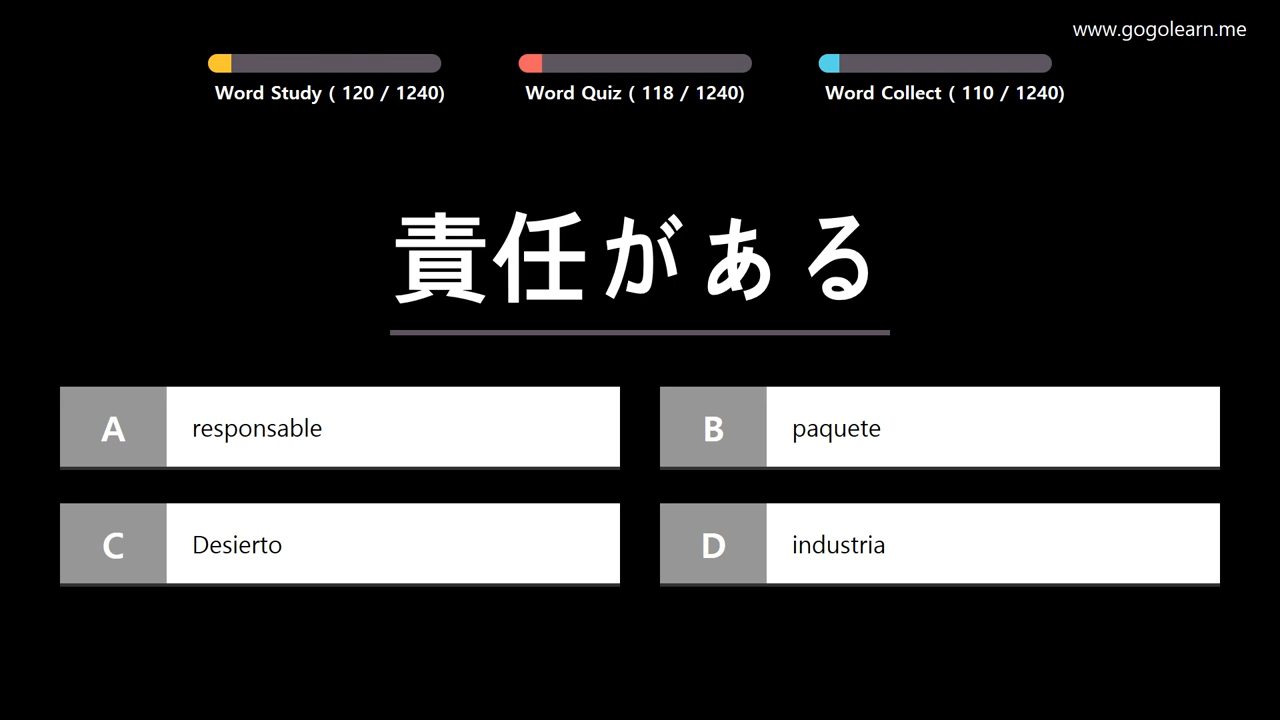 www.gogolearn.me
Word Study ( 120 / 1240)
Word Quiz ( 118 / 1240)
Word Collect ( 110 / 1240)
責任がある
A responsable
B paquete
C Desierto
D industria